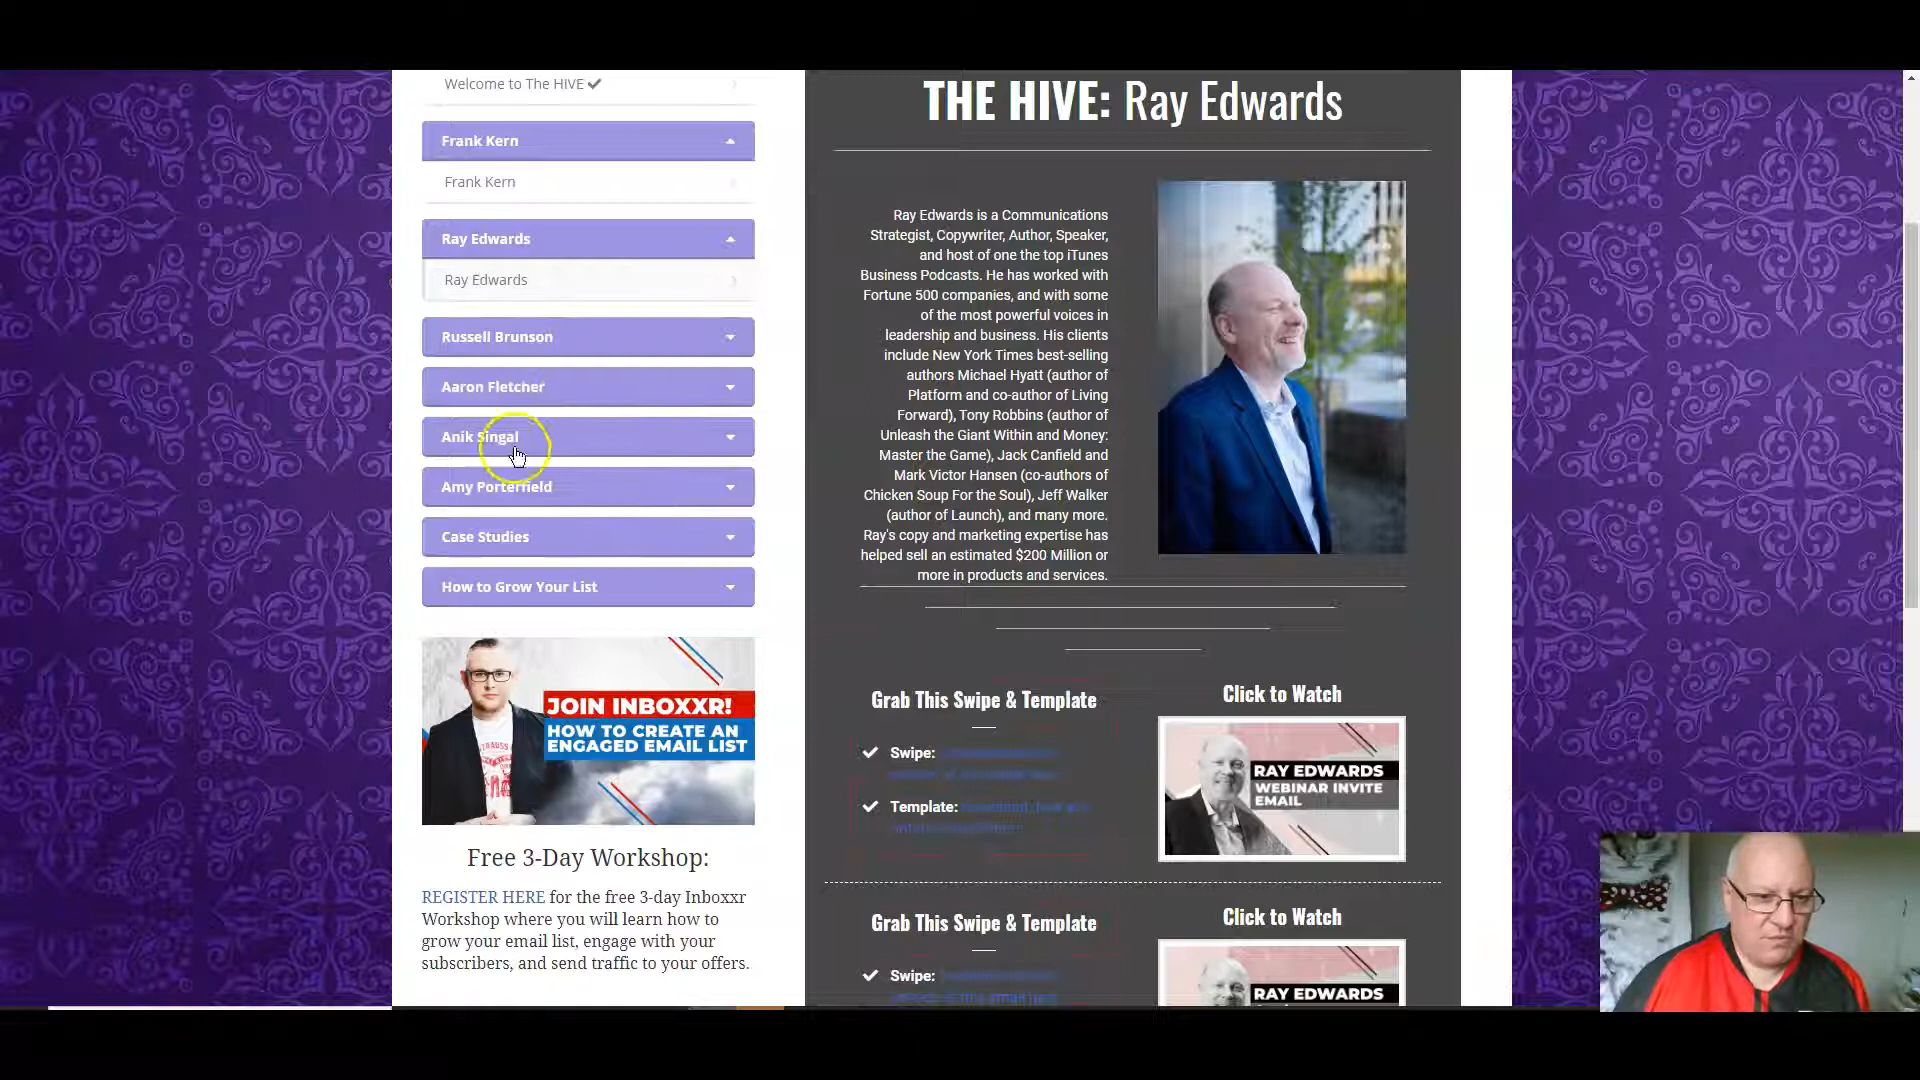 Welcome to The HIVE
Frank Kern
Frank Kern
Ray Edwards
Ray Edwards
Russell Brunson
Aaron Fletcher
Anik Singal
Amy Porterfield
Case Studies
How to Grow Your List
JOIN INBOXXR!
HOW TO CREATE AN
ENGAGED EMAIL LIST
Free 3-Day Workshop:
REGISTER HERE for the free 3-day Inboxxr
Workshop where you will learn how to
grow your email list, engage with your
subscribers, and send traffic to your offers.
THE HIVE: Ray Edwards
Ray Edwards is a Communications
Strategist, Copywriter, Author, Speaker,
and host of one the top iTunes
Business Podcasts. He has worked with
Fortune 500 companies, and with some
of the most powerful voices in
leadership and business. His clients
include New York Times best-selling
authors Michael Hyatt (author of
Platform and co-author of Living
Forward), Tony Robbins (author of
Unleash the Giant Within and Money:
Master the Game), Jack Canfield and
Mark Victor Hansen (co-authors of
Chicken Soup For the Soul), Jeff Walker
(author of Launch), and many more.
Ray's copy and marketing expertise has
helped sell an estimated $200 Million or
more in products and services.
Grab This Swipe & Template
Swipe:
Template:
Click to Watch
RAY EDWARDS
WEBINAR INVITE
EMAIL
Grab This Swipe & Template
Swipe:
Click to Watch
RAY EDWARDS